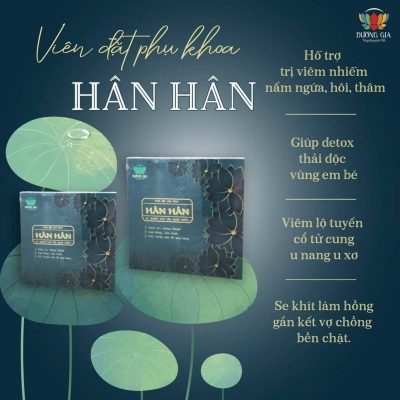 DƯỠNG GIA
Viên đặt phụ khoa
HÂN HÂN
Hỗ trợ
trị viêm nhiễm
nấm ngứa, hôi, thâm
Giúp detox
thải độc
vùng em bé
Viêm lộ tuyến
cổ tử cung
u nang u xơ
Se khít làm hồng
gắn kết vợ chồng
bền chặt.
HÂN HÂN
HÂN HÂN